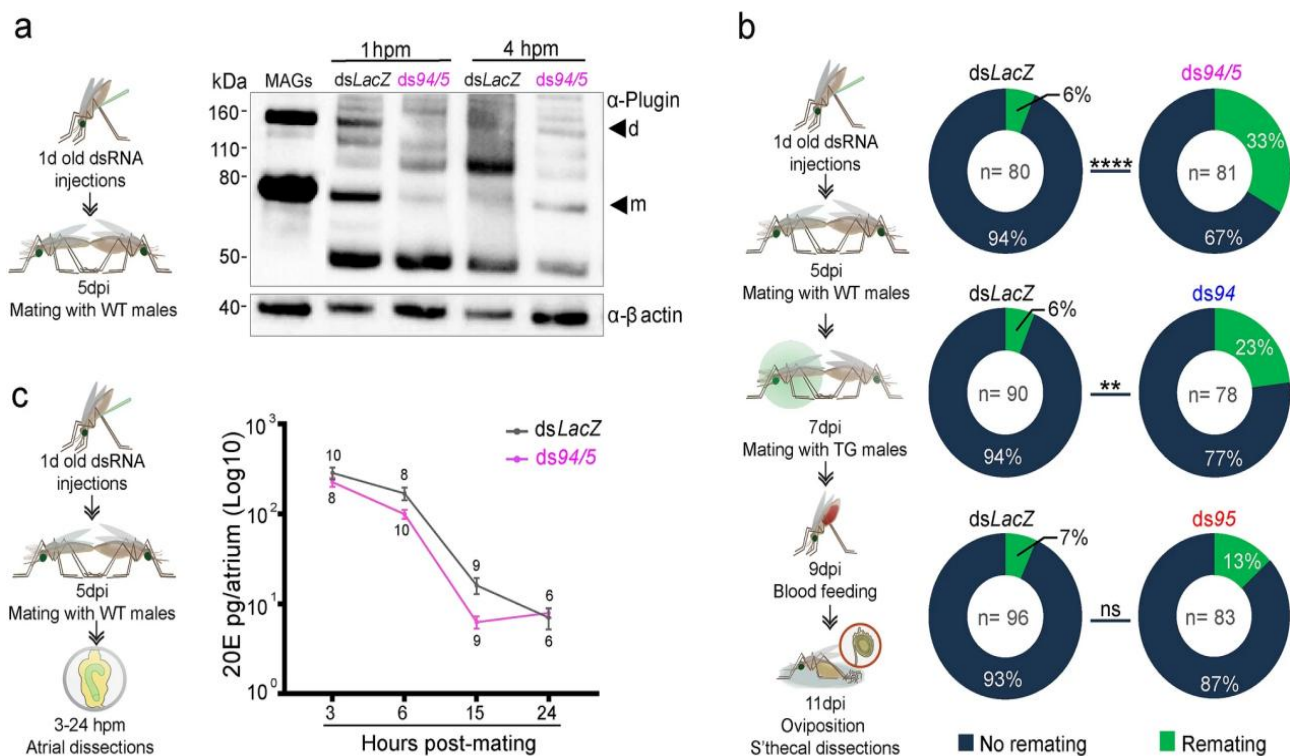 a
1d old dsRNA
injections
5dpi
Mating with WT males
1hpm
4 hpm
kDa
MAGs
dsLacZ
ds94/5
dsLacZ
ds94/5
α-Plugin
160
110
80
50
40
d
m
α-β actin
b
1d old dsRNA
injections
5dpi
Mating with WT males
7dpi
Mating with TG males
9dpi
Blood feeding
11dpi
Oviposition
S'thecal dissections
dsLacZ
6%
n= 80
94%
****
ds94/5
33%
n= 81
67%
dsLacZ
6%
n= 90
94%
**
ds94
23%
n= 78
77%
dsLacZ
7%
n= 96
93%
ns
ds95
13%
n= 83
87%
No remating
Remating
c
1d old dsRNA
injections
5dpi
Mating with WT males
3-24 hpm
Atrial dissections
20E pg/atrium (Log10)
10³
10²
10¹
10⁰
dsLacZ
ds94/5
10
8
8
10
9
9
6
6
3
6
15
24
Hours post-mating